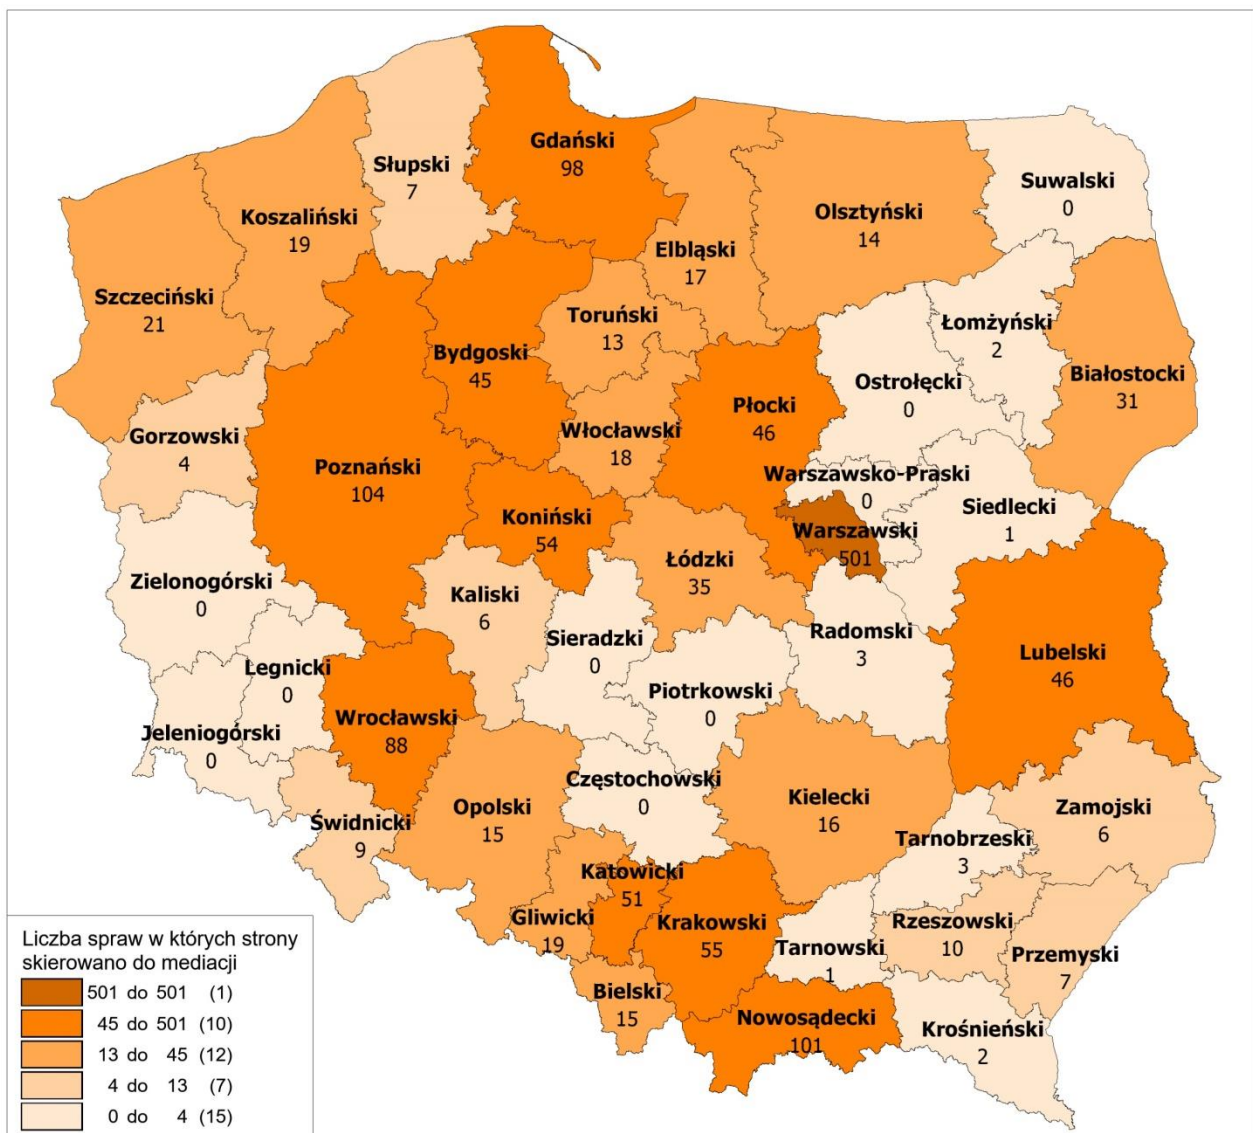 Gdański
98
Słupski
7
Suwalski
0
Koszaliński
19
Olsztyński
14
Elbląski
17
Szczeciński
21
Toruński
13
Łomżyński
2
Bydgoski
45
Ostrołęcki
0
Białostocki
31
Płocki
46
Gorzowski
4
Włocławski
18
Poznański
104
Warszawsko-Praski
0
Koniński
54
Siedlecki
1
Warszawski
501
Łódzki
35
Zielonogórski
0
Kaliski
6
Sieradzki
0
Radomski
3
Lubelski
46
Legnicki
0
Piotrkowski
0
Wrocławski
88
Jeleniogórski
0
Częstochowski
0
Kielecki
16
Opolski
15
Zamojski
6
Świdnicki
9
Tarnobrzeski
3
Katowicki
51
Gliwicki
19
Krakowski
55
Rzeszowski
10
Tarnowski
1
Przemyski
7
Bielski
15
Nowosądecki
101
Krośnieński
2
Liczba spraw w których strony
skierowano do mediacji
501 do 501 (1)
45 do 501 (10)
13 do 45 (12)
4 do 13 (7)
0 do 4 (15)